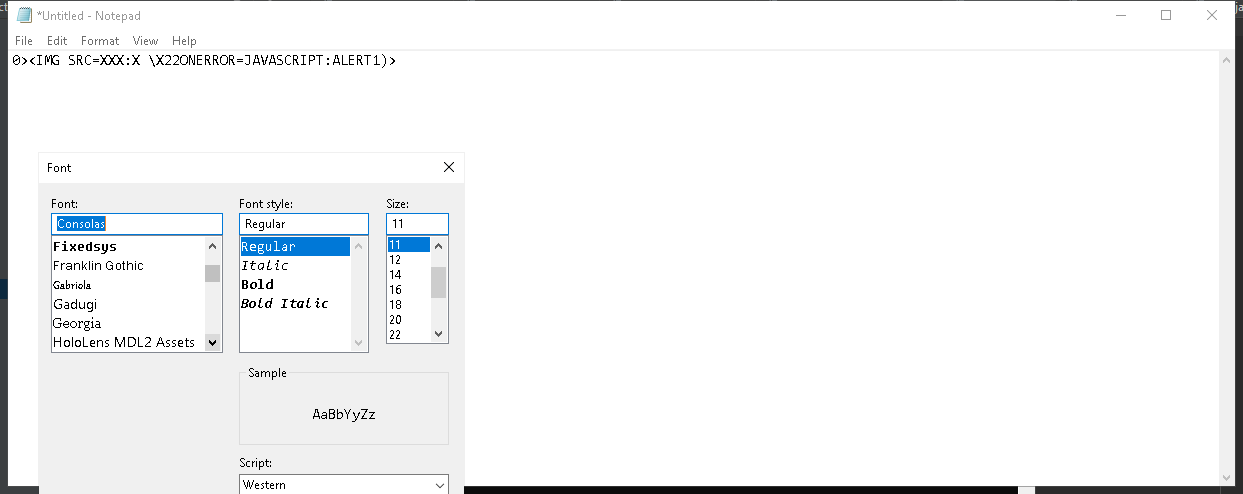 *Untitled - Notepad
File Edit Format View Help
0><IMG SRC=XXX:X \X22ONERROR=JAVASCRIPT:ALERT1)>
Font
Font: Font style: Size:
Consolas Regular 11
Fixedsys Regular 11
Franklin Gothic Italic 12
Gabriola Bold 14
Gadugi Bold Italic 16
Georgia 18
HoloLens MDL2 Assets 20
22
Sample
AaBbYyZz
Script:
Western